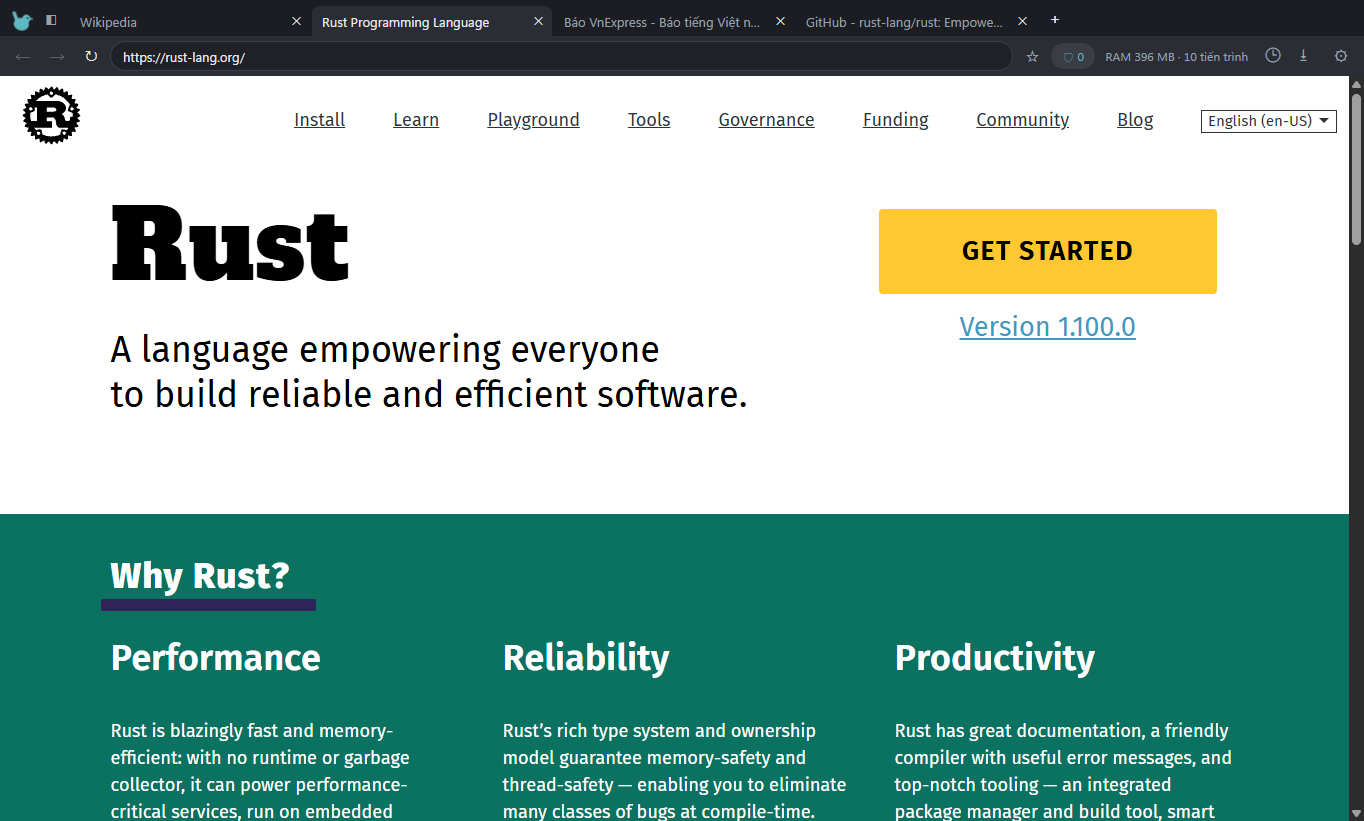 Wikipedia
Rust Programming Language
Báo VnExpress - Báo tiếng Việt n...
GitHub - rust-lang/rust: Empowe...
https://rust-lang.org/
0
RAM 396 MB · 10 tiến trình
R
Install
Learn
Playground
Tools
Governance
Funding
Community
Blog
English (en-US)
Rust
A language empowering everyone
to build reliable and efficient software.
GET STARTED
Version 1.100.0
Why Rust?
Performance
Rust is blazingly fast and memory-
efficient: with no runtime or garbage
collector, it can power performance-
critical services, run on embedded
Reliability
Rust’s rich type system and ownership
model guarantee memory-safety and
thread-safety — enabling you to eliminate
many classes of bugs at compile-time.
Productivity
Rust has great documentation, a friendly
compiler with useful error messages, and
top-notch tooling — an integrated
package manager and build tool, smart